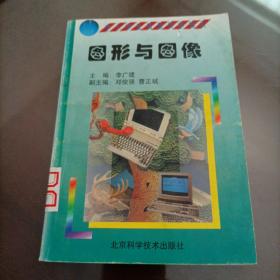 图形与图像
主 编 李广建
副主编：邓俊强 曹正斌
北京科学技术出版社